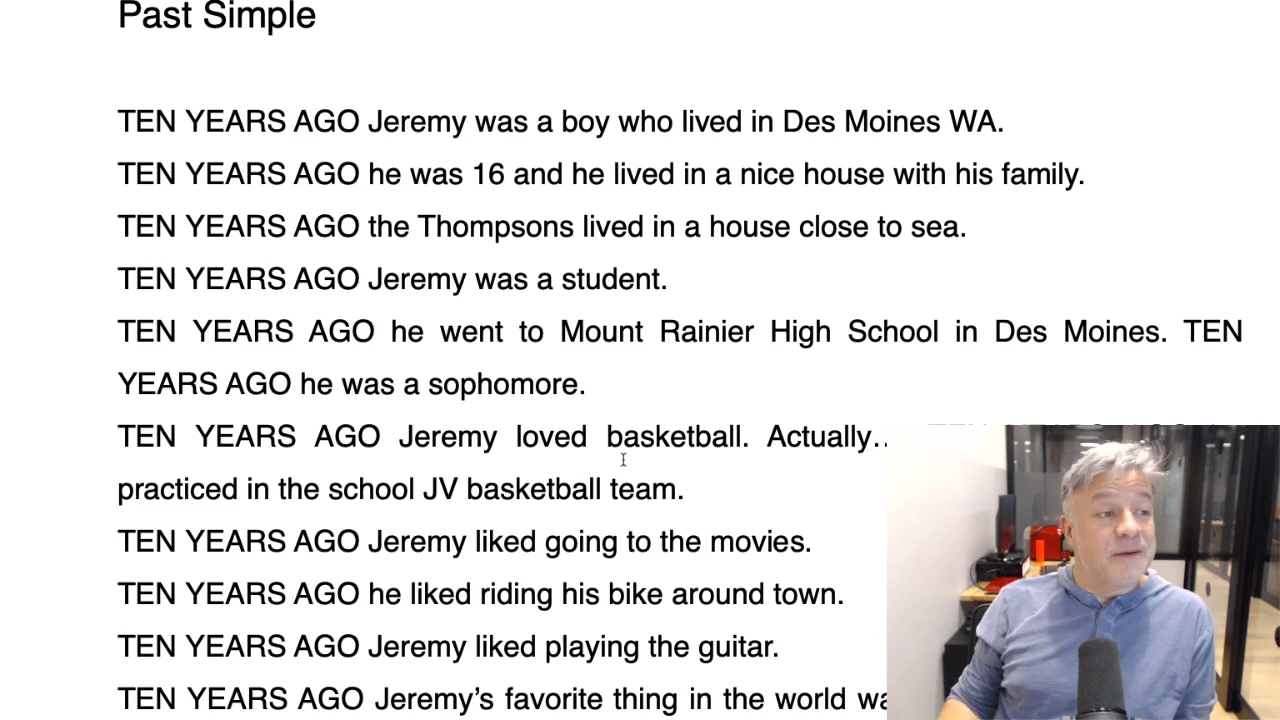 Past Simple
TEN YEARS AGO Jeremy was a boy who lived in Des Moines WA.
TEN YEARS AGO he was 16 and he lived in a nice house with his family.
TEN YEARS AGO the Thompsons lived in a house close to sea.
TEN YEARS AGO Jeremy was a student.
TEN YEARS AGO he went to Mount Rainier High School in Des Moines. TEN
YEARS AGO he was a sophomore.
TEN YEARS AGO Jeremy loved basketball. Actually..
practiced in the school JV basketball team.
TEN YEARS AGO Jeremy liked going to the movies.
TEN YEARS AGO he liked riding his bike around town.
TEN YEARS AGO Jeremy liked playing the guitar.
TEN YEARS AGO Jeremy’s favorite thing in the world